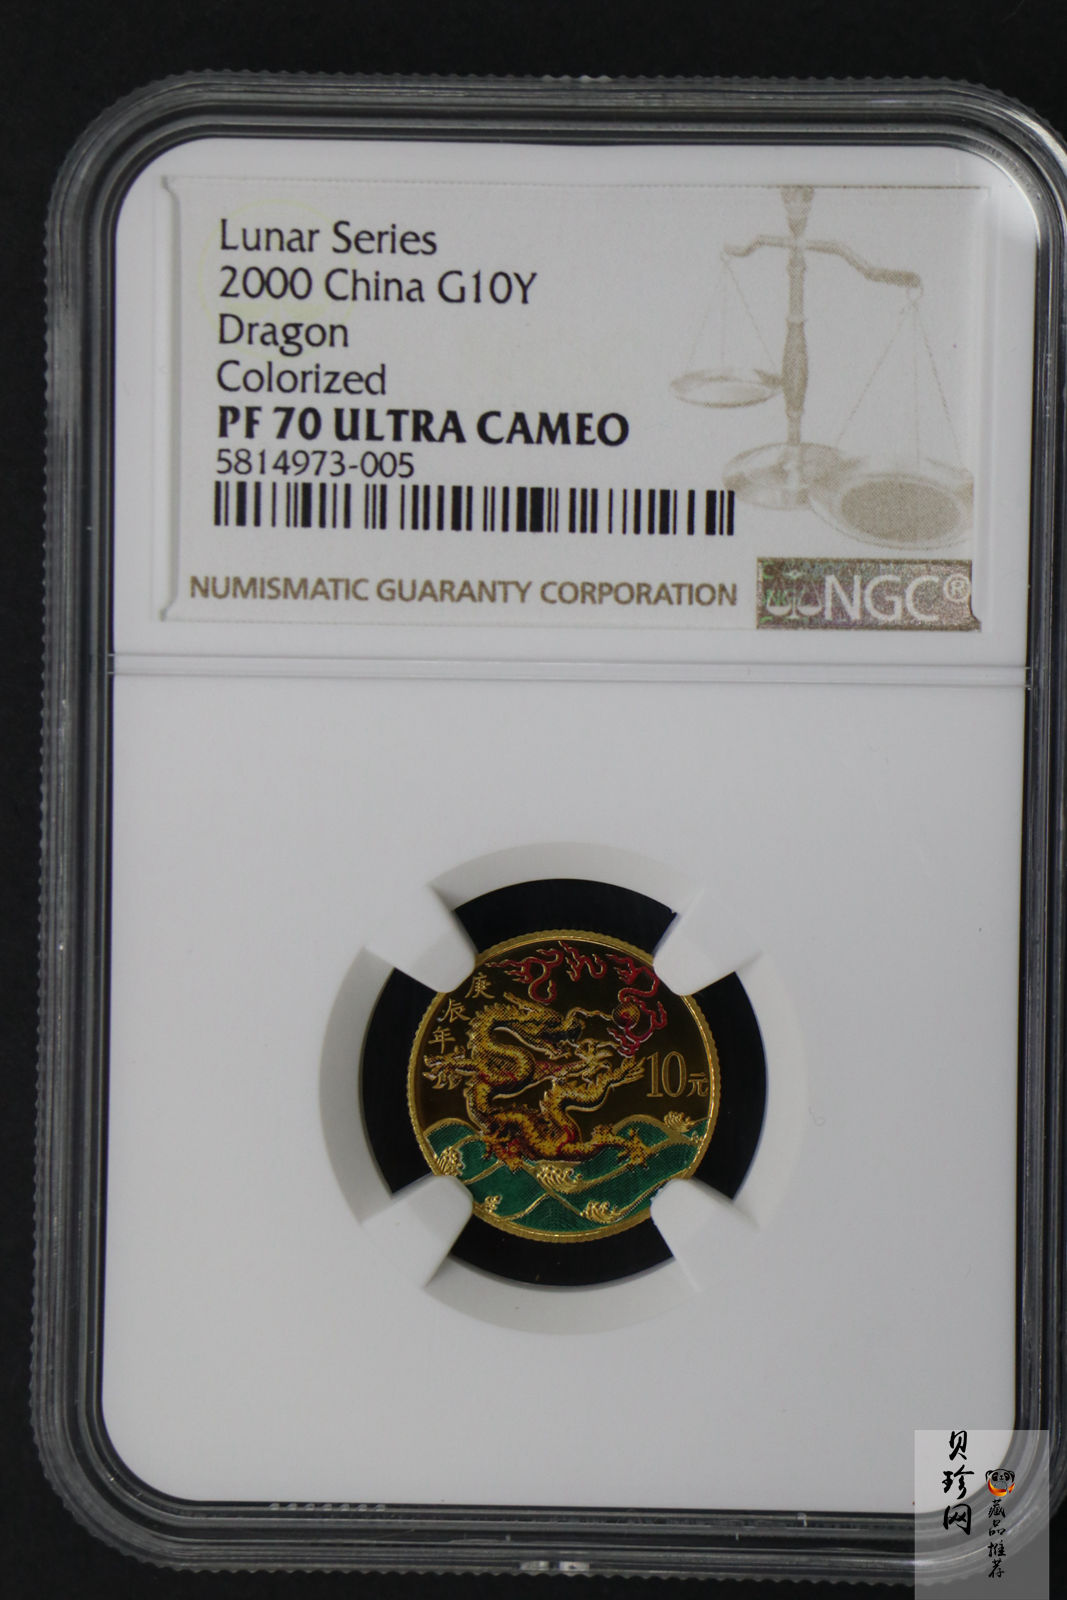 Lunar Series
2000 China G10Y
Dragon
Colorized
PF 70 ULTRA CAMEO
5814973-005
NUMISMATIC GUARANTY CORPORATION
NGC®
庚辰年
10元
贝珍网
藏品推荐